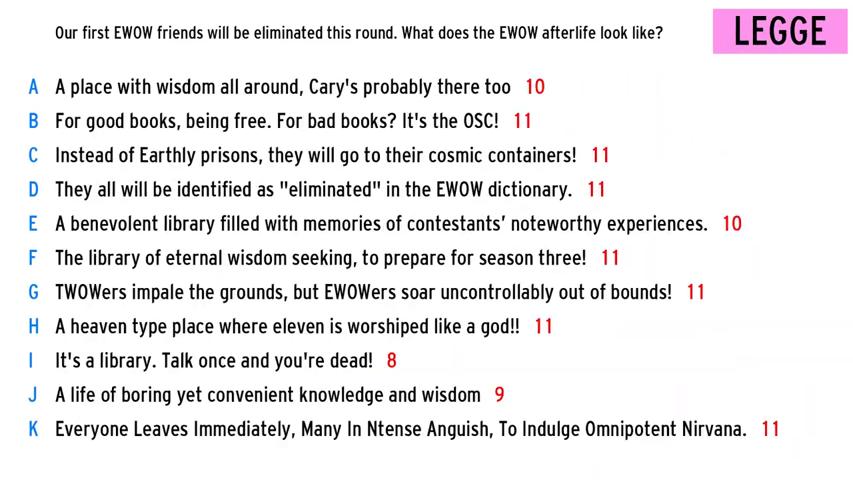 Our first EWOW friends will be eliminated this round. What does the EWOW afterlife look like?
LEGGE
A A place with wisdom all around, Cary's probably there too 10
B For good books, being free. For bad books? It's the OSC! 11
C Instead of Earthly prisons, they will go to their cosmic containers! 11
D They all will be identified as "eliminated" in the EWOW dictionary. 11
E A benevolent library filled with memories of contestants’ noteworthy experiences. 10
F The library of eternal wisdom seeking, to prepare for season three! 11
G TWOWers impale the grounds, but EWOWers soar uncontrollably out of bounds! 11
H A heaven type place where eleven is worshiped like a god!! 11
I It's a library. Talk once and you're dead! 8
J A life of boring yet convenient knowledge and wisdom 9
K Everyone Leaves Immediately, Many In Ntense Anguish, To Indulge Omnipotent Nirvana. 11